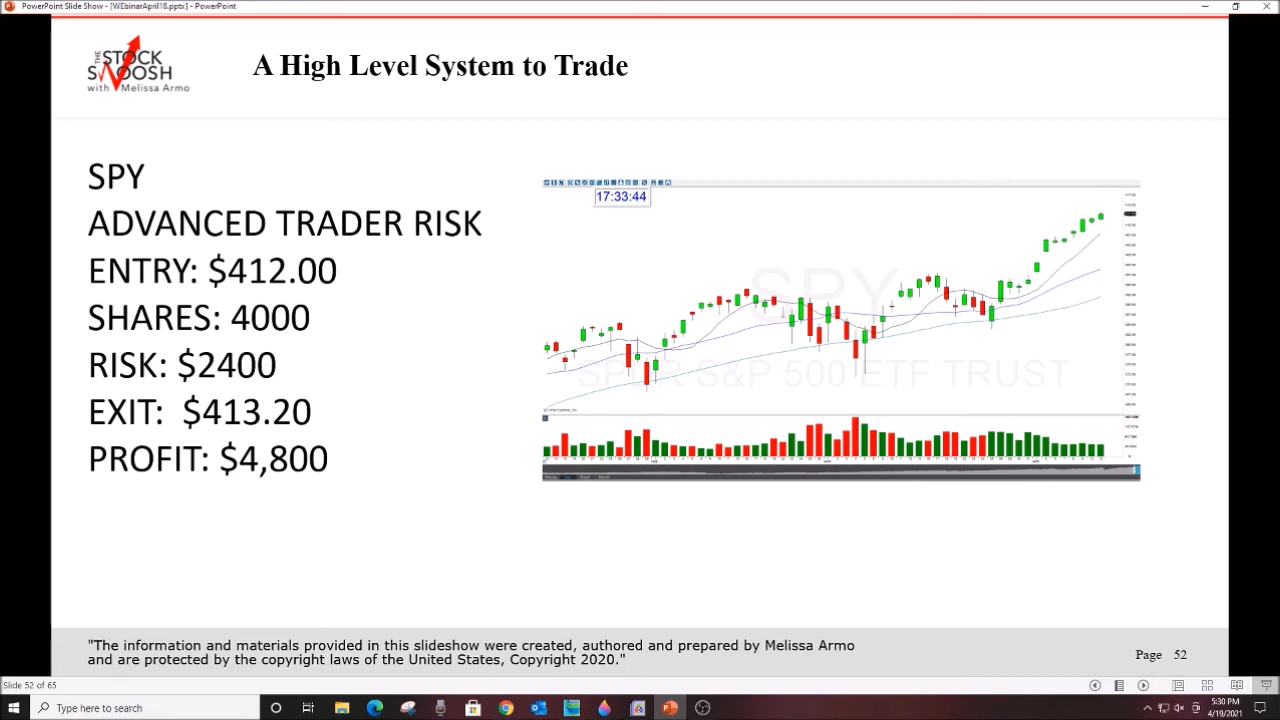 PowerPoint Slide Show - [WEbinarApril18.pptx] - PowerPoint
THE
STOCK
SWOOSH
with Melissa Armo
A High Level System to Trade
SPY
ADVANCED TRADER RISK
ENTRY: $412.00
SHARES: 4000
RISK: $2400
EXIT:  $413.20
PROFIT: $4,800
17:33:44
SPY
SPDR S&P 500 ETF TRUST
"The information and materials provided in this slideshow were created, authored and prepared by Melissa Armo
and are protected by the copyright laws of the United States, Copyright 2020."
Page 52
Slide 52 of 65
Type here to search
5:30 PM
4/19/2021